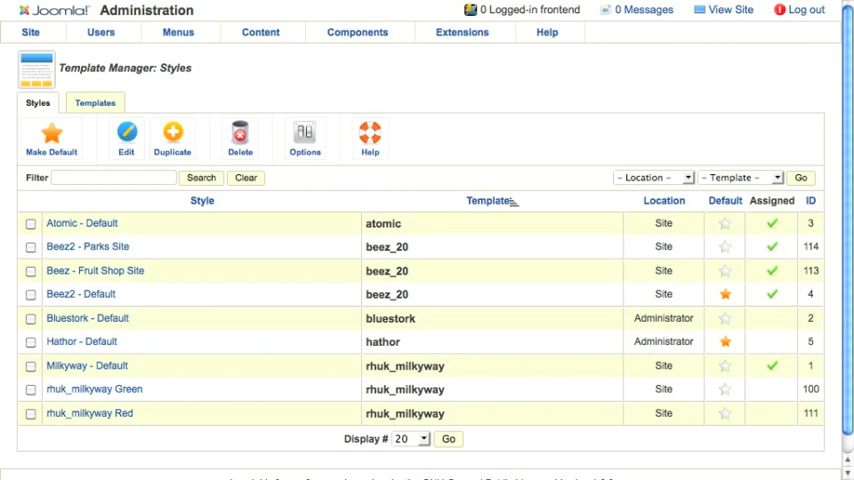 Joomla!® Administration 0 Logged-in frontend 0 Messages View Site Log out
Site Users Menus Content Components Extensions Help
Template Manager: Styles
Styles Templates
Make Default Edit Duplicate Delete Options Help
Filter Search Clear - Location - - Template - Go
Style Template Location Default Assigned ID
Atomic - Default atomic Site 3
Beez2 - Parks Site beez_20 Site 114
Beez - Fruit Shop Site beez_20 Site 113
Beez2 - Default beez_20 Site 4
Bluestork - Default bluestork Administrator 2
Hathor - Default hathor Administrator 5
Milkyway - Default rhuk_milkyway Site 1
rhuk_milkyway Green rhuk_milkyway Site 100
rhuk_milkyway Red rhuk_milkyway Site 111
Display # 20 Go